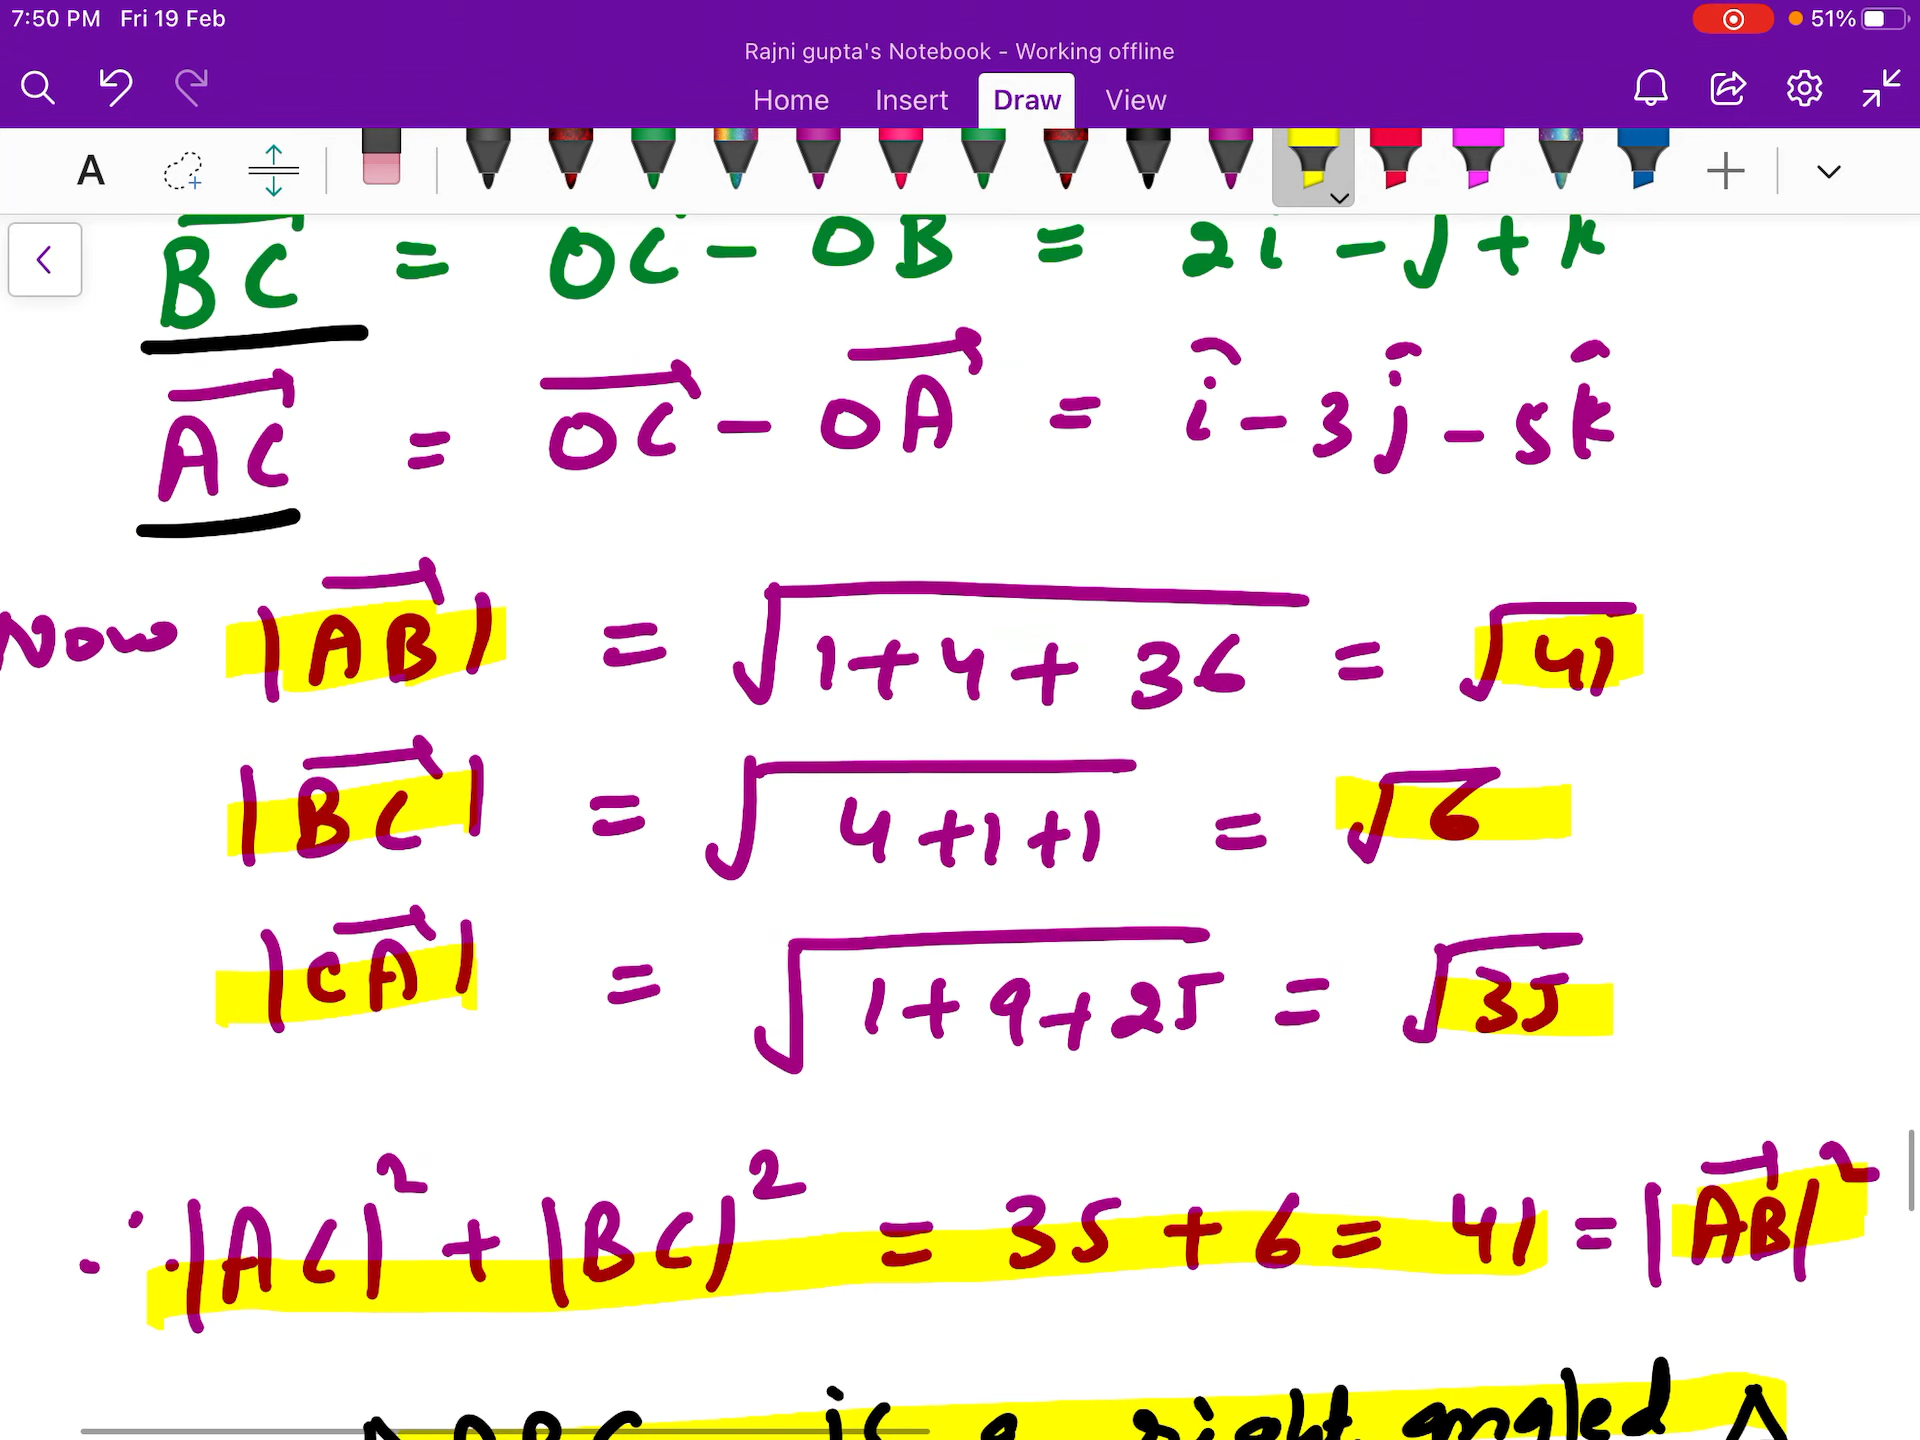 7:50 PM Fri 19 Feb
51%
Rajni gupta's Notebook - Working offline
Home Insert Draw View
A
BC = OC - OB = 2i - j + k
AC = OC - OA = î - 3ĵ - 5k̂
Now |AB| = √1+4+36 = √41
|BC| = √4+1+1 = √6
|CA| = √1+9+25 = √35
∵ |AC|² + |BC|² = 35 + 6 = 41 = |AB|²
ABC is a right angled Δ